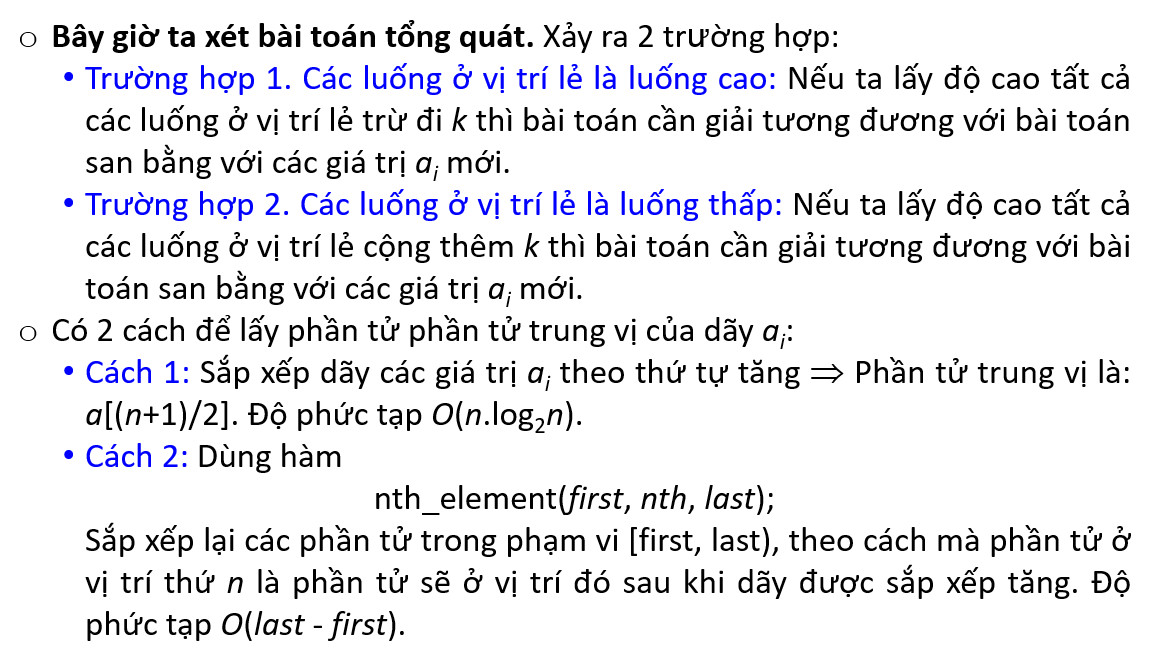 ○ Bây giờ ta xét bài toán tổng quát. Xảy ra 2 trường hợp:
• Trường hợp 1. Các luống ở vị trí lẻ là luống cao: Nếu ta lấy độ cao tất cả
các luống ở vị trí lẻ trừ đi k thì bài toán cần giải tương đương với bài toán
san bằng với các giá trị aᵢ mới.
• Trường hợp 2. Các luống ở vị trí lẻ là luống thấp: Nếu ta lấy độ cao tất cả
các luống ở vị trí lẻ cộng thêm k thì bài toán cần giải tương đương với bài
toán san bằng với các giá trị aᵢ mới.
○ Có 2 cách để lấy phần tử phần tử trung vị của dãy aᵢ:
• Cách 1: Sắp xếp dãy các giá trị aᵢ theo thứ tự tăng ⇒ Phần tử trung vị là:
a[(n+1)/2]. Độ phức tạp O(n.log₂n).
• Cách 2: Dùng hàm
nth_element(first, nth, last);
Sắp xếp lại các phần tử trong phạm vi [first, last), theo cách mà phần tử ở
vị trí thứ n là phần tử sẽ ở vị trí đó sau khi dãy được sắp xếp tăng. Độ
phức tạp O(last - first).